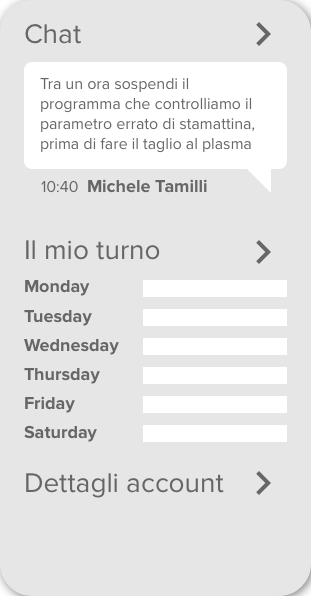 Chat
Tra un ora sospendi il
programma che controlliamo il
parametro errato di stamattina,
prima di fare il taglio al plasma
10:40 Michele Tamilli
Il mio turno
Monday
Tuesday
Wednesday
Thursday
Friday
Saturday
Dettagli account